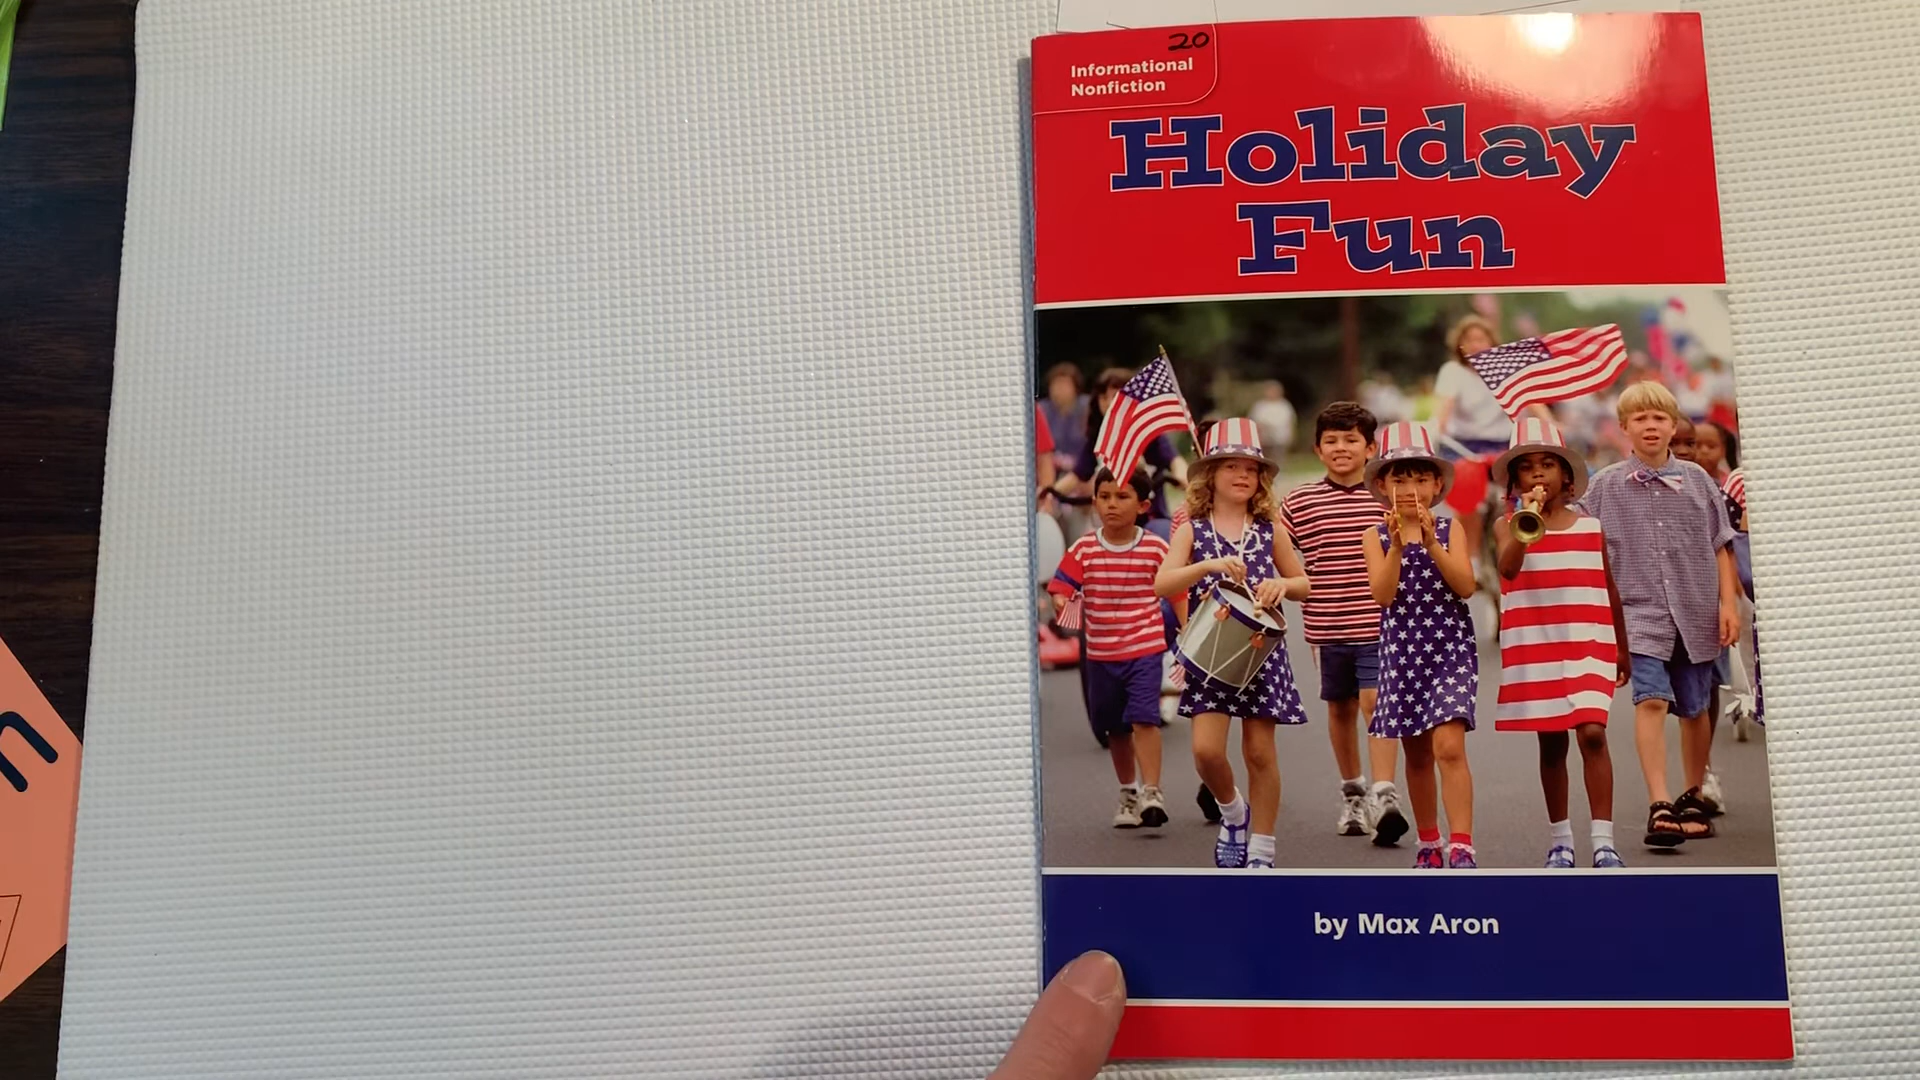 20
Informational
Nonfiction
Holiday
Fun
by Max Aron
n